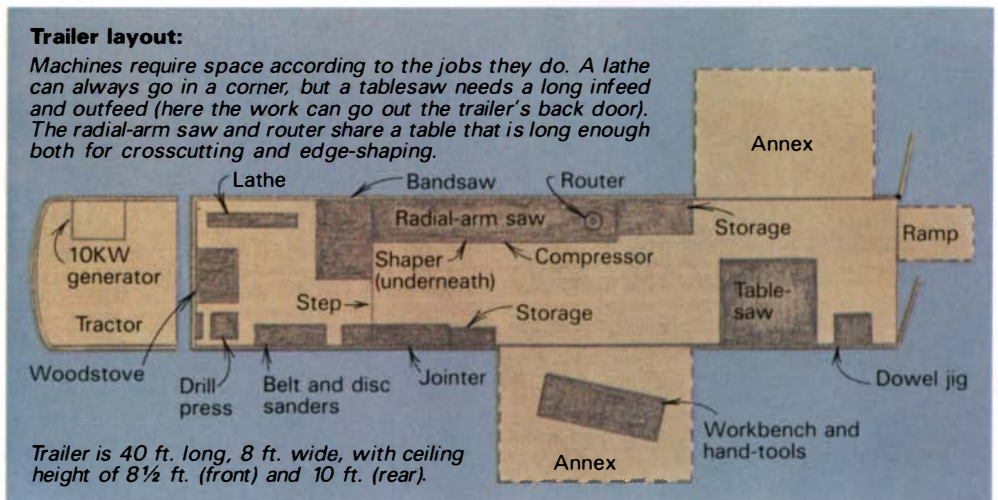 Trailer layout:
Machines require space according to the jobs they do. A lathe
can always go in a corner, but a tablesaw needs a long infeed
and outfeed (here the work can go out the trailer's back door).
The radial-arm saw and router share a table that is long enough
both for crosscutting and edge-shaping.
Annex
Lathe
Bandsaw
Router
Radial-arm saw
Storage
Ramp
10KW
generator
Shaper
(underneath)
Compressor
Step
Storage
Table-
saw
Tractor
Woodstove
Drill
press
Belt and disc
sanders
Jointer
Dowel jig
Workbench and
hand-tools
Annex
Trailer is 40 ft. long, 8 ft. wide, with ceiling
height of 8½ ft. (front) and 10 ft. (rear).